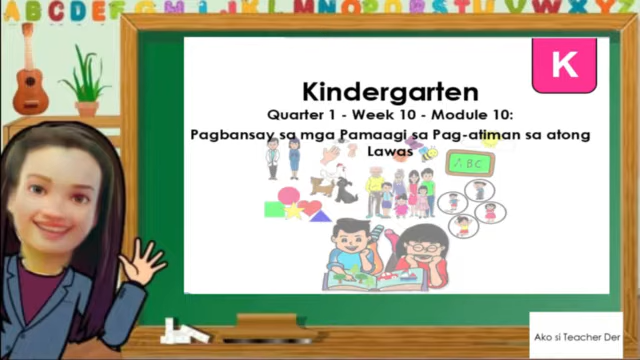 ABCDEFGHIJKLMNOPQRSTUVWXYZ
K
Kindergarten
Quarter 1 - Week 10 - Module 10:
Pagbansay sa mga Pamaagi sa Pag-atiman sa atong
Lawas
ABC
Ako si Teacher Der